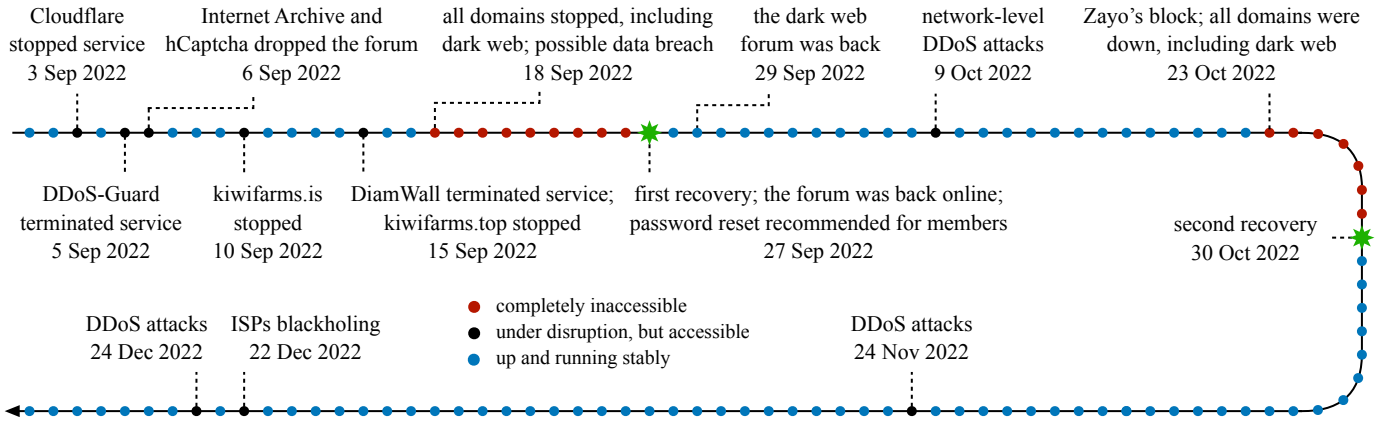 Cloudflare
stopped service
3 Sep 2022
Internet Archive and
hCaptcha dropped the forum
6 Sep 2022
all domains stopped, including
dark web; possible data breach
18 Sep 2022
the dark web
forum was back
29 Sep 2022
network-level
DDoS attacks
9 Oct 2022
Zayo’s block; all domains were
down, including dark web
23 Oct 2022
DDoS-Guard
terminated service
5 Sep 2022
kiwifarms.is
stopped
10 Sep 2022
DiamWall terminated service;
kiwifarms.top stopped
15 Sep 2022
first recovery; the forum was back online;
password reset recommended for members
27 Sep 2022
second recovery
30 Oct 2022
DDoS attacks
24 Dec 2022
ISPs blackholing
22 Dec 2022
completely inaccessible
under disruption, but accessible
up and running stably
DDoS attacks
24 Nov 2022